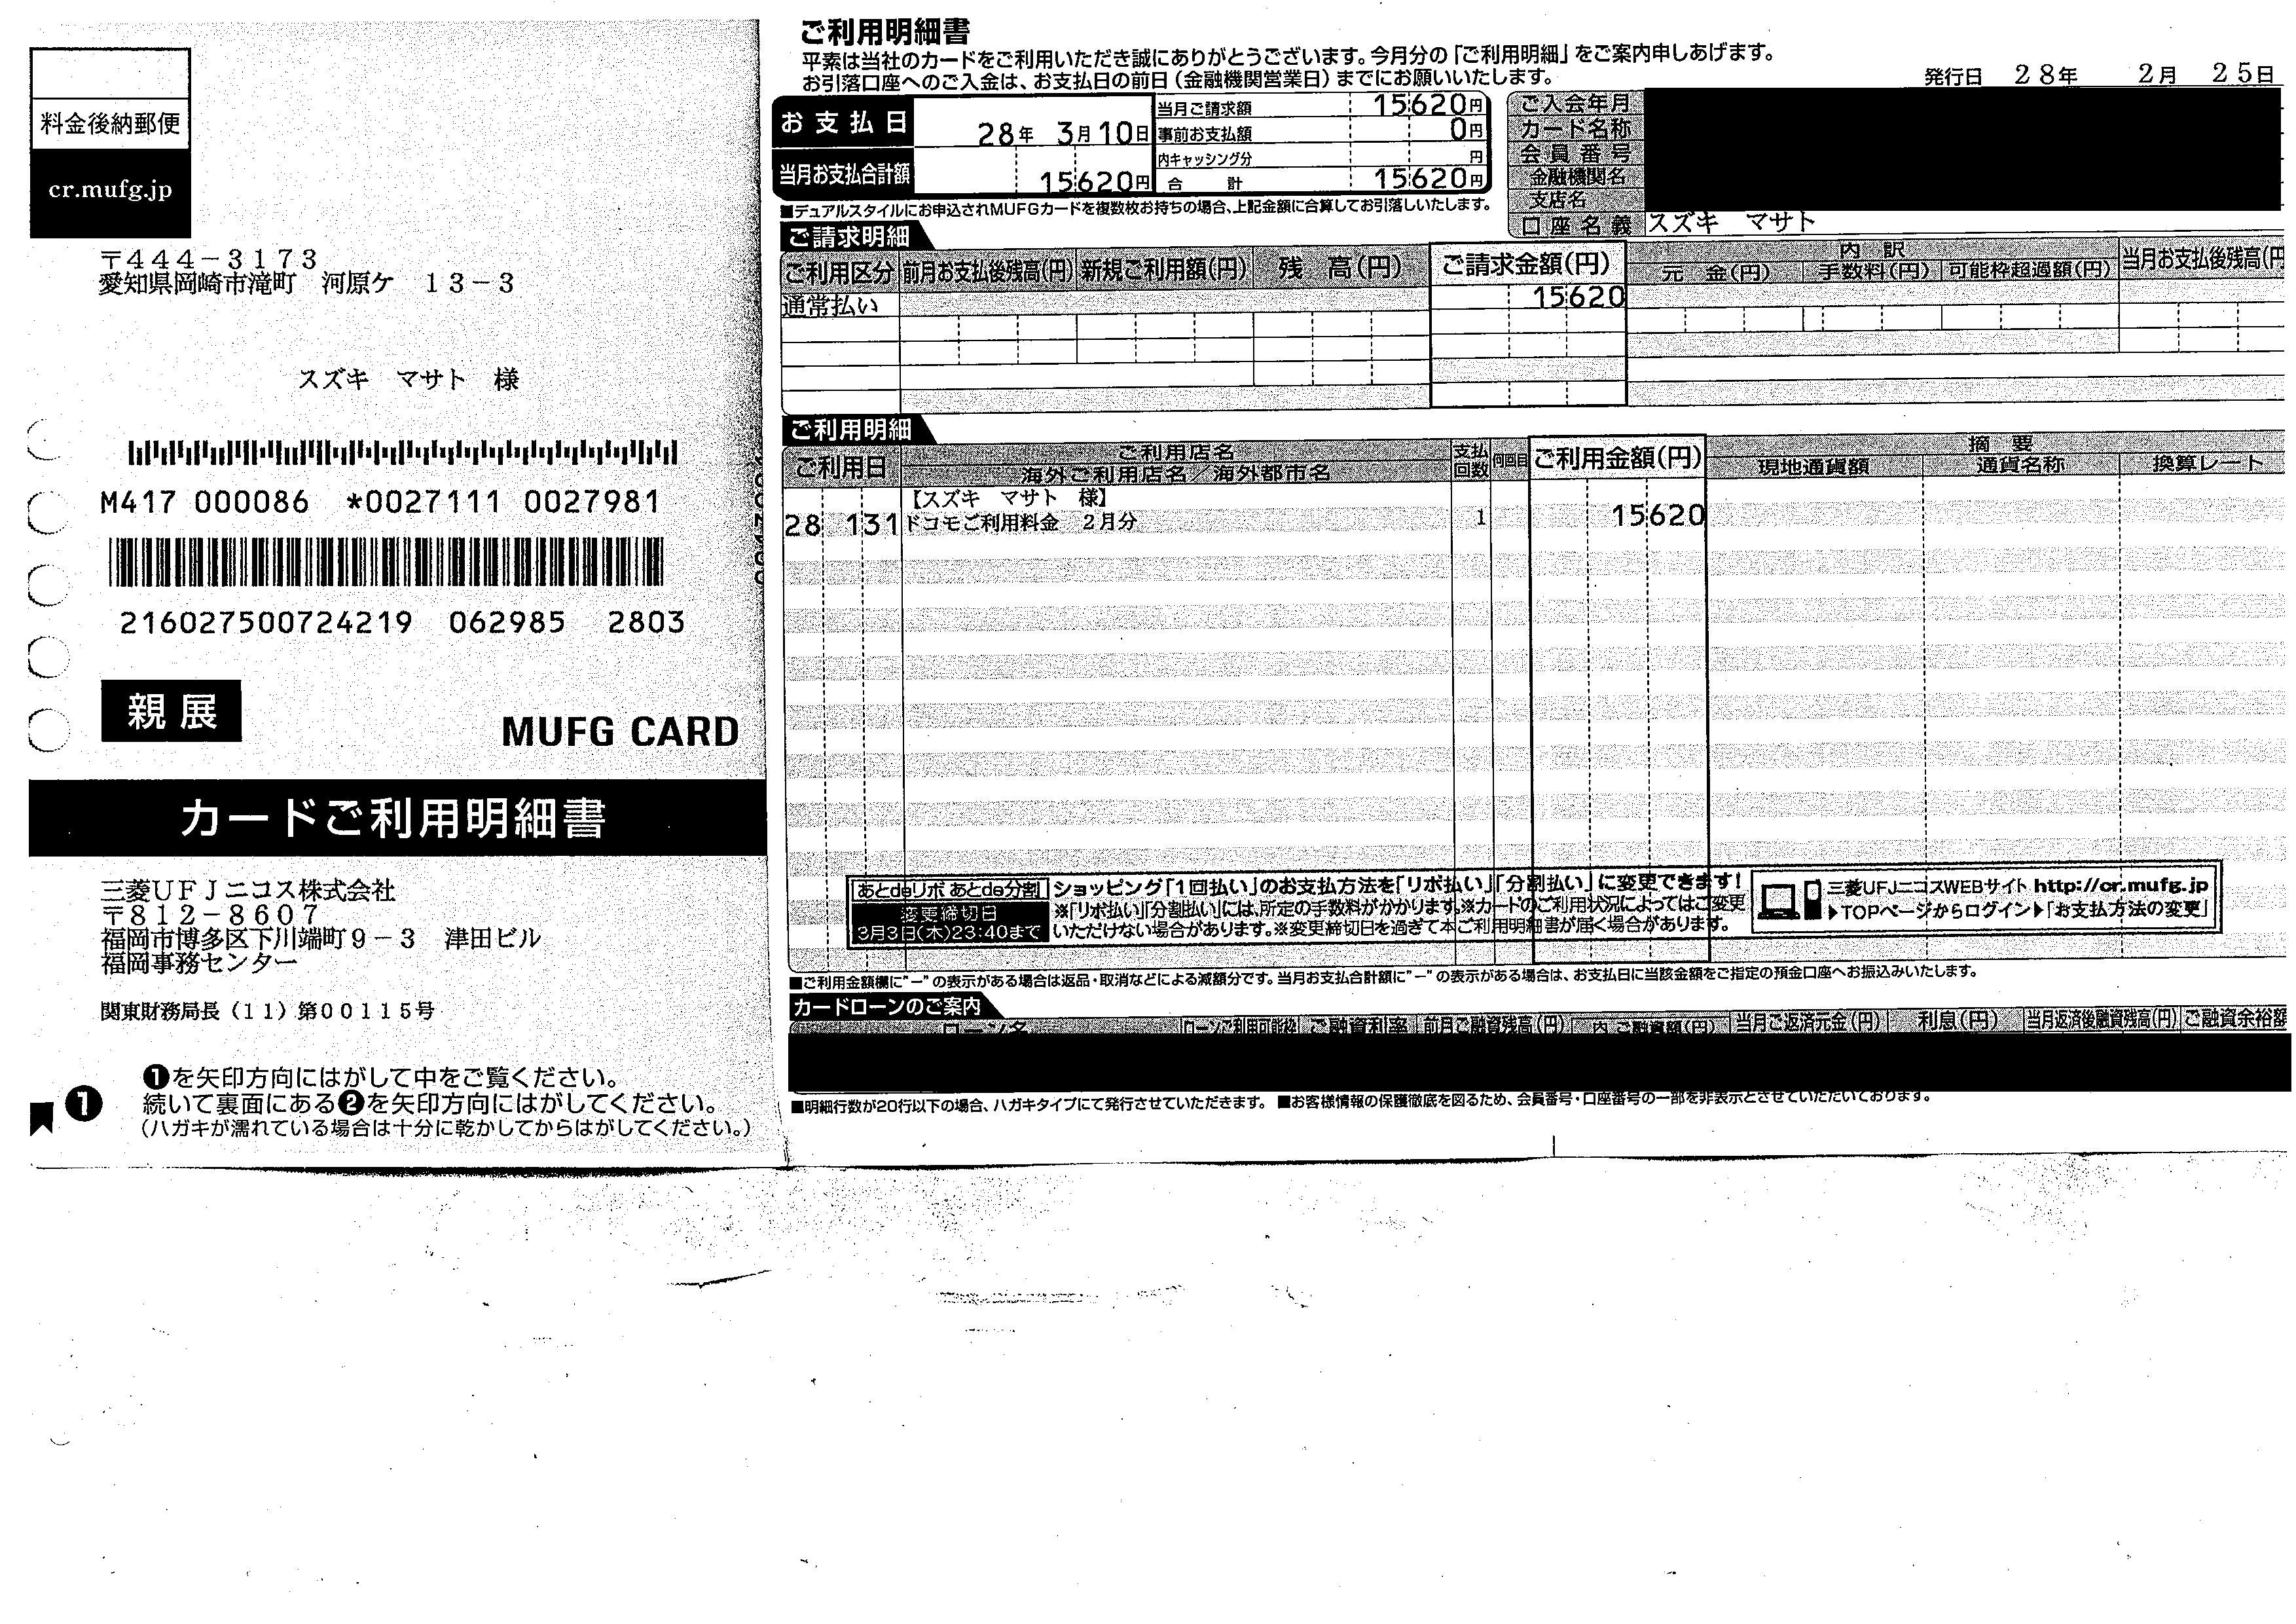 料金後納郵便
cr.mufg.jp
〒444-3173
愛知県岡崎市滝町　河原ケ　13-3
スズキ　マサト　様
M417 000086 *0027111 0027981
216027500724219 062985 2803
親展
MUFG CARD
カードご利用明細書
三菱UFJニコス株式会社
〒812-8607
福岡市博多区下川端町9-3　津田ビル
福岡事務センター
関東財務局長(11)第00115号
❶
❶を矢印方向にはがして中をご覧ください。
続いて裏面にある❷を矢印方向にはがしてください。
(ハガキが濡れている場合は十分に乾かしてからはがしてください。)
ご利用明細書
平素は当社のカードをご利用いただき誠にありがとうございます。今月分の「ご利用明細」をご案内申しあげます。
お引落口座へのご入金は、お支払日の前日(金融機関営業日)までにお願いいたします。
発行日 28年 2月 25日
お支払日 28年 3月10日
当月お支払合計額 15620円
当月ご請求額 15620円
事前お支払額 0円
内キャッシング分 円
合計 15620円
ご入会年月
カード名称
会員番号
金融機関名
支店名
口座名義 スズキ　マサト
■デュアルスタイルにお申込されMUFGカードを複数枚お持ちの場合、上記金額に合算してお引落しいたします。
ご請求明細
ご利用区分 前月お支払後残高(円) 新規ご利用額(円) 残高(円) ご請求金額(円) 内訳 元金(円) 手数料(円) 可能枠超過額(円) 当月お支払後残高(円
通常払い 15620
ご利用明細
ご利用日 ご利用店名 海外ご利用店名/海外都市名 支払回数 何回目 ご利用金額(円) 摘要 現地通貨額 通貨名称 換算レート
【スズキ　マサト　様】
28 1 31 ドコモご利用料金　2月分 1 15620
あとdeリボ あとde分割
変更締切日
3月3日(木)23:40まで
ショッピング「1回払い」のお支払方法を「リボ払い」「分割払い」に変更できます!
※「リボ払い」「分割払い」には、所定の手数料がかかります。※カードのご利用状況によってはご変更
いただけない場合があります。※変更締切日を過ぎて本ご利用明細書が届く場合があります。
三菱UFJニコスWEBサイト http://cr.mufg.jp
▶TOPページからログイン▶「お支払方法の変更」
■ご利用金額欄に"ー"の表示がある場合は返品・取消などによる減額分です。当月お支払合計額に"ー"の表示がある場合は、お支払日に当該金額をご指定の預金口座へお振込みいたします。
カードローンのご案内
ローン名 ローンご利用可能枠 ご融資利率 前月ご融資残高(円) 内 ご融資額(円) 当月ご返済元金(円) 利息(円) 当月返済後融資残高(円) ご融資余裕額
■明細行数が20行以下の場合、ハガキタイプにて発行させていただきます。 ■お客様情報の保護徹底を図るため、会員番号・口座番号の一部を非表示とさせていただいております。